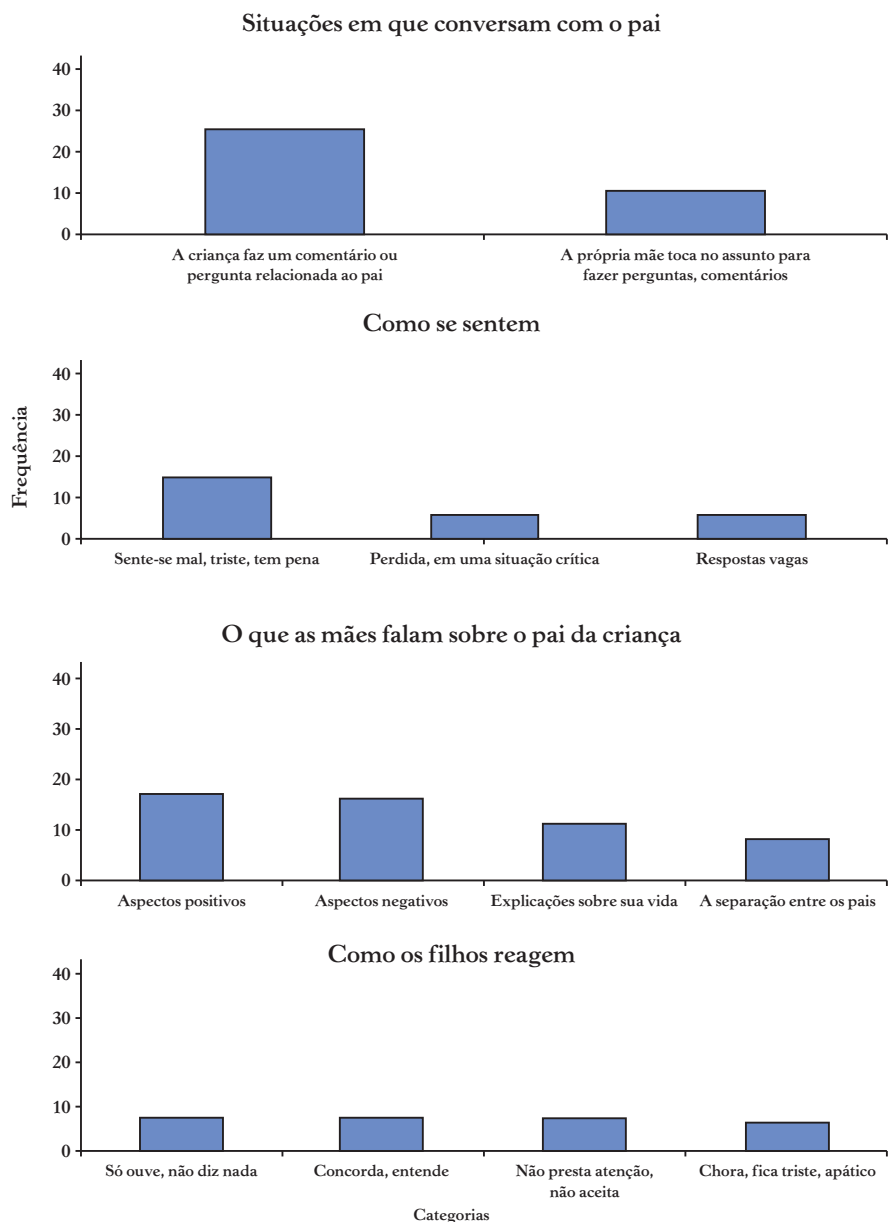 Situações em que conversam com o pai
40
30
20
10
0
A criança faz um comentário ou
pergunta relacionada ao pai
A própria mãe toca no assunto para
fazer perguntas, comentários
Como se sentem
Frequência
40
30
20
10
0
Sente-se mal, triste, tem pena
Perdida, em uma situação crítica
Respostas vagas
O que as mães falam sobre o pai da criança
40
30
20
10
0
Aspectos positivos
Aspectos negativos
Explicações sobre sua vida
A separação entre os pais
Como os filhos reagem
40
30
20
10
0
Só ouve, não diz nada
Concorda, entende
Não presta atenção,
não aceita
Chora, fica triste, apático
Categorias